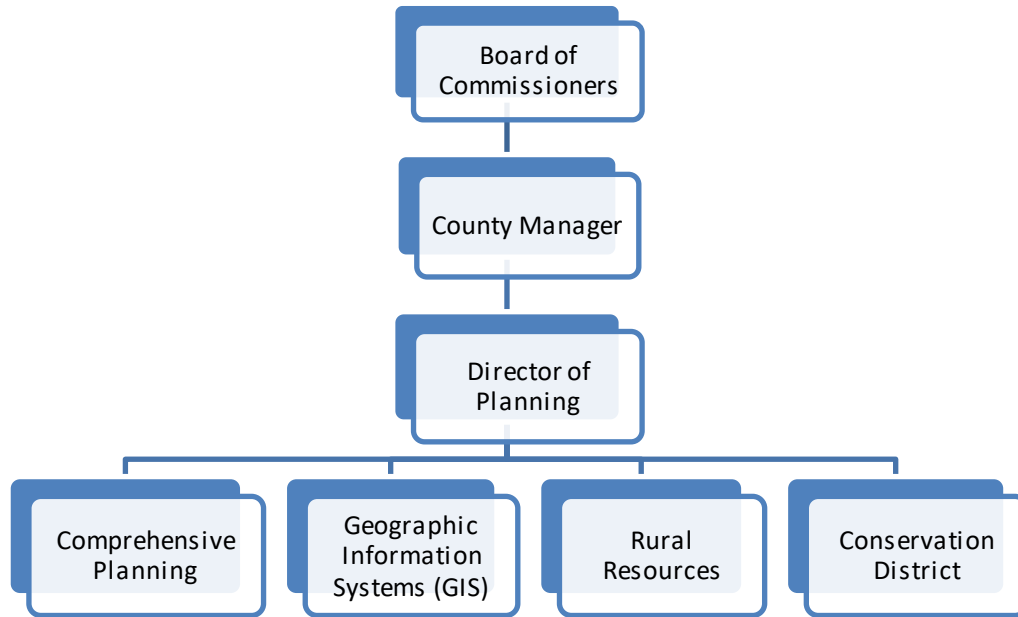 Board of
Commissioners
County Manager
Director of
Planning
Comprehensive
Planning
Geographic
Information
Systems (GIS)
Rural
Resources
Conservation
District